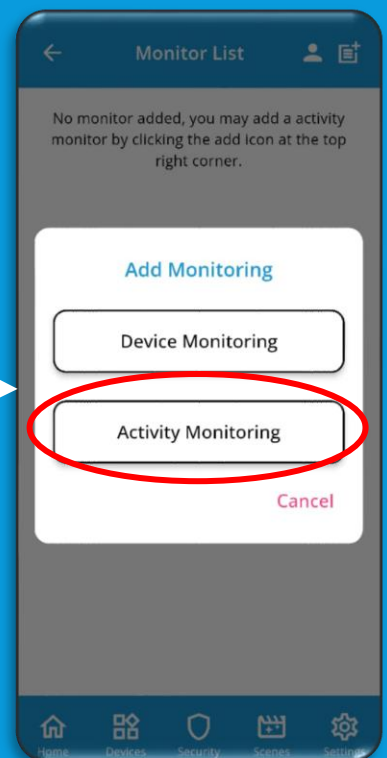 Monitor List
No monitor added, you may add a activity
monitor by clicking the add icon at the top
right corner.
Add Monitoring
Device Monitoring
Activity Monitoring
Cancel
Home Devices Security Scenes Settings